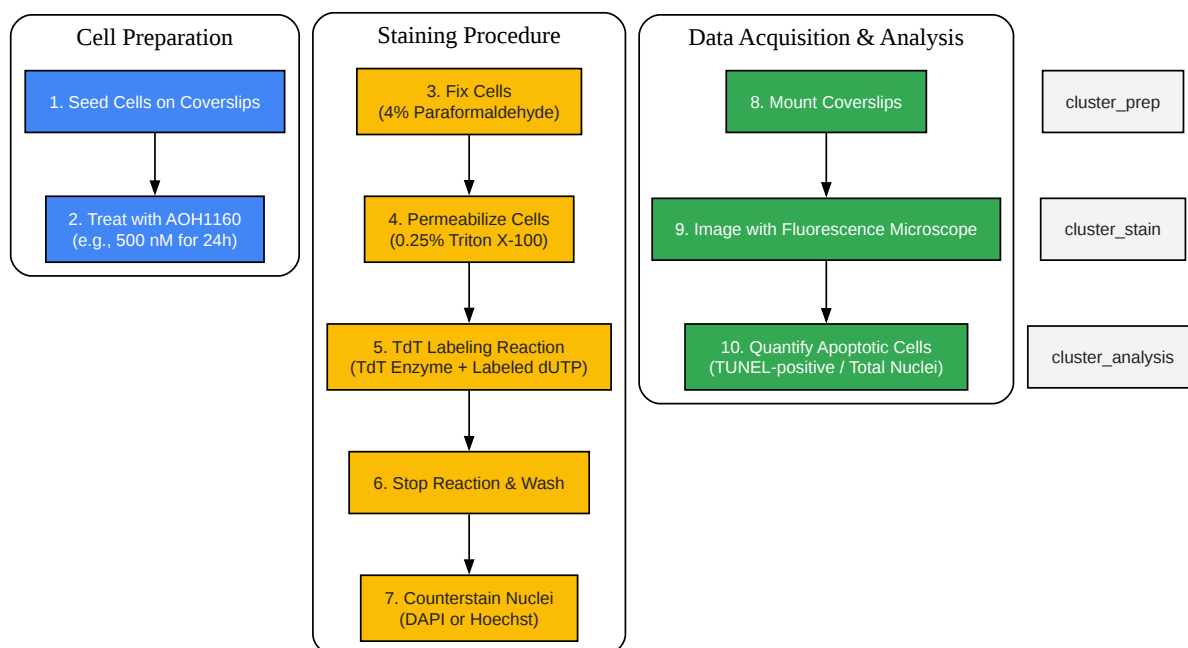 Cell Preparation
1. Seed Cells on Coverslips
2. Treat with AOH1160
(e.g., 500 nM for 24h)
Staining Procedure
3. Fix Cells
(4% Paraformaldehyde)
4. Permeabilize Cells
(0.25% Triton X-100)
5. TdT Labeling Reaction
(TdT Enzyme + Labeled dUTP)
6. Stop Reaction & Wash
7. Counterstain Nuclei
(DAPI or Hoechst)
Data Acquisition & Analysis
8. Mount Coverslips
9. Image with Fluorescence Microscope
10. Quantify Apoptotic Cells
(TUNEL-positive / Total Nuclei)
cluster_prep
cluster_stain
cluster_analysis